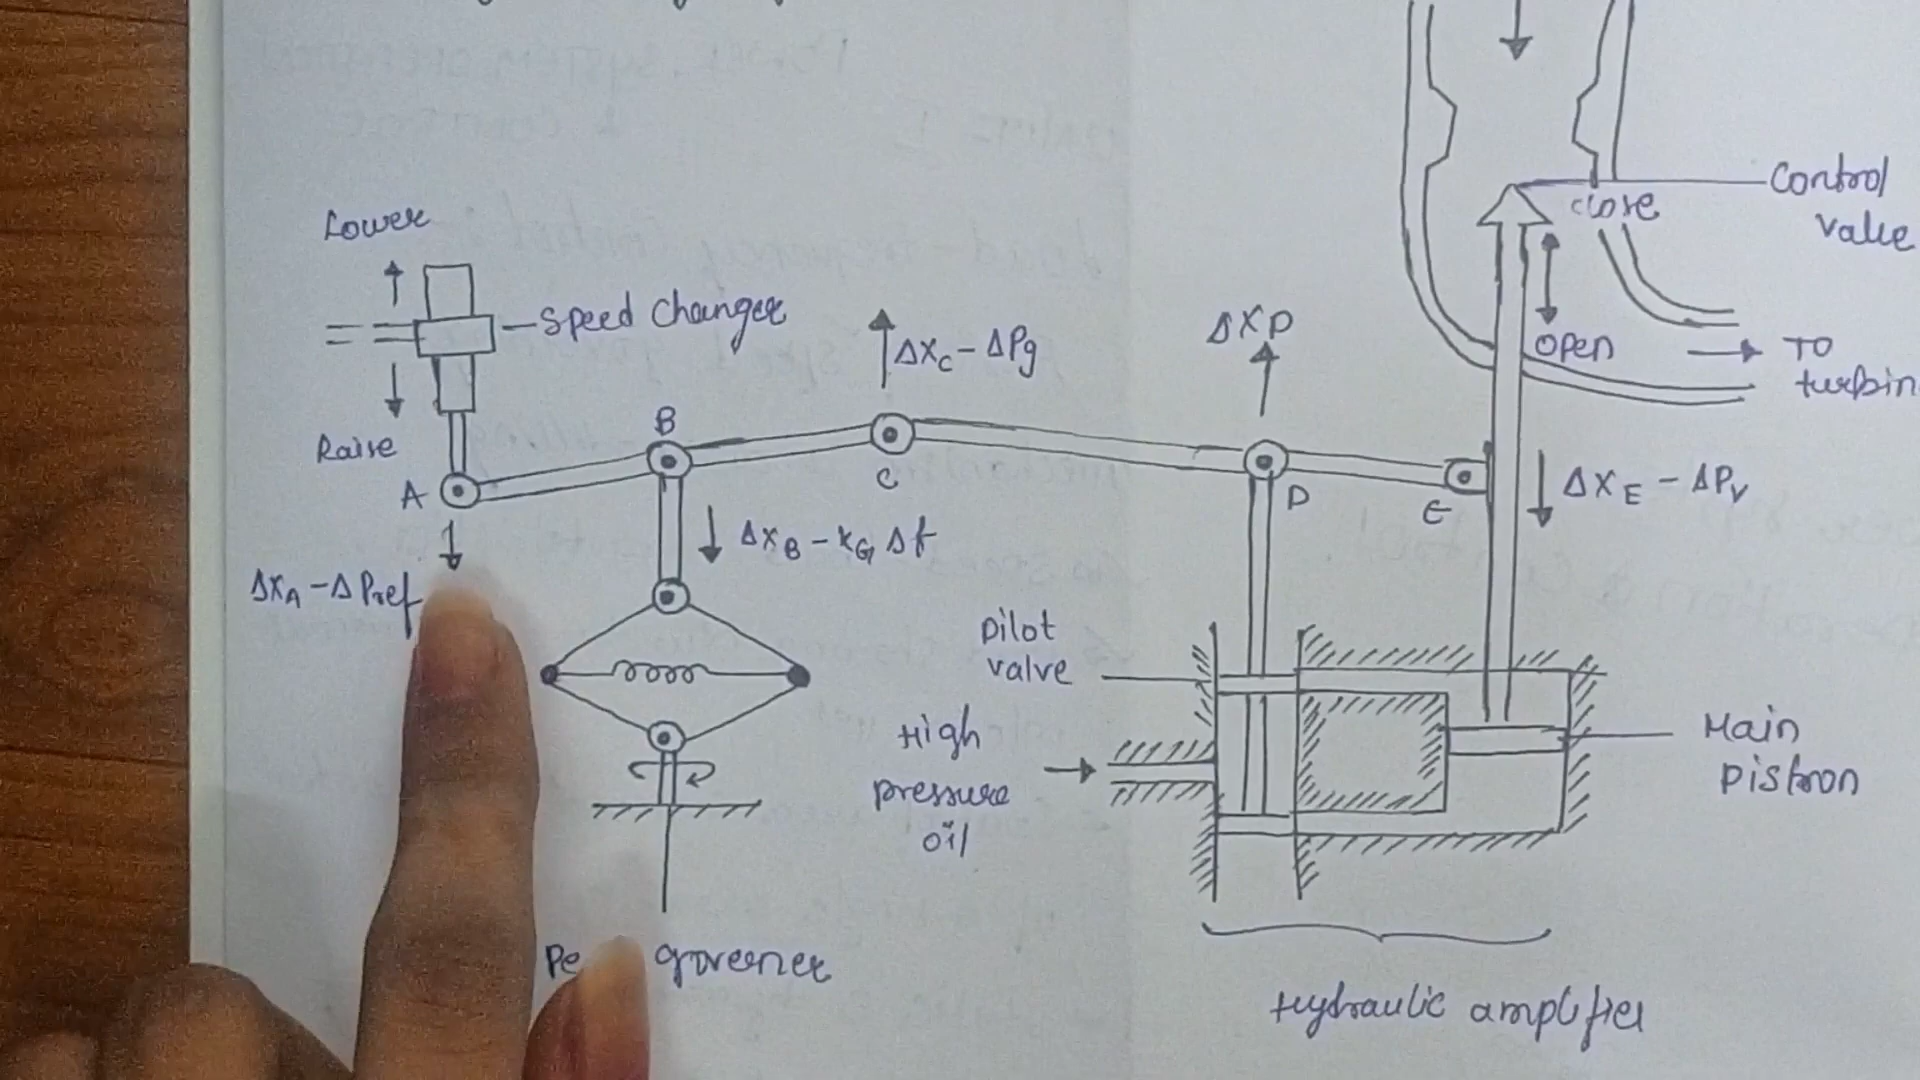 Lower
Speed changer
Raise
A
ΔXA - ΔPref
B
ΔXB - KG Δf
ΔXC - ΔPg
C
ΔXD
D
E
ΔXE - ΔPV
Control
Valve
close
open
TO
turbin
Pilot
valve
High
pressure
oil
Main
Pistron
governer
Hydraulic amplifier